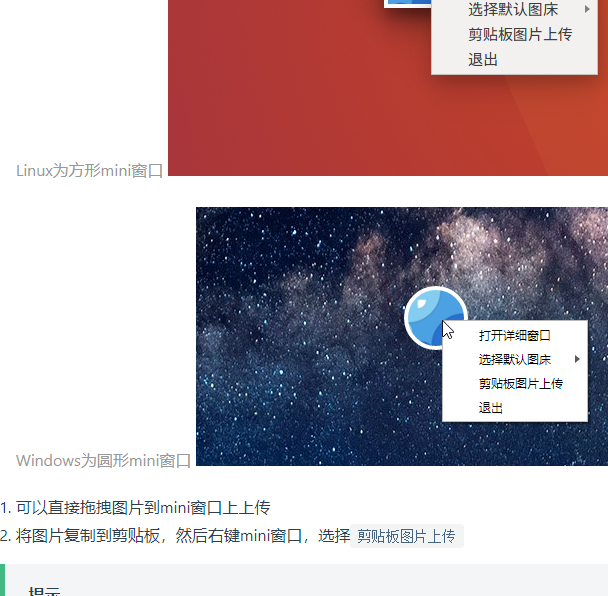 选择默认图床
剪贴板图片上传
退出
Linux为方形mini窗口
打开详细窗口
选择默认图床
剪贴板图片上传
退出
Windows为圆形mini窗口
1. 可以直接拖拽图片到mini窗口上上传
2. 将图片复制到剪贴板，然后右键mini窗口，选择 剪贴板图片上传
提示